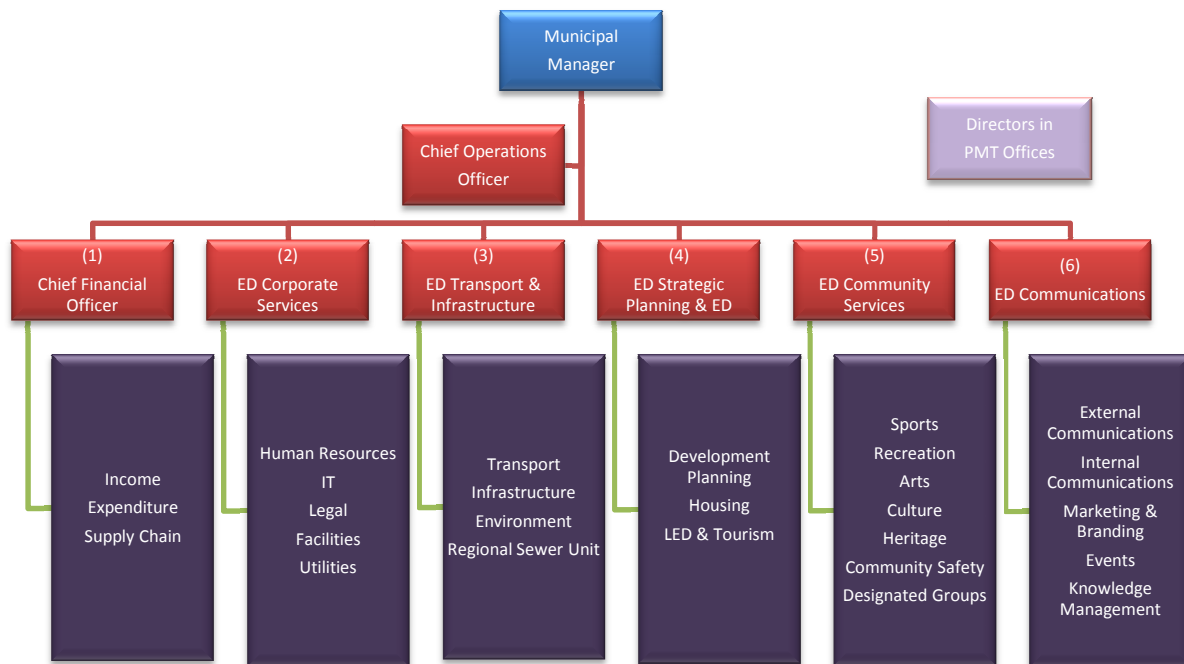 Municipal
Manager
Directors in
PMT Offices
Chief Operations
Officer
(1)
Chief Financial
Officer
(2)
ED Corporate
Services
(3)
ED Transport &
Infrastructure
(4)
ED Strategic
Planning & ED
(5)
ED Community
Services
(6)
ED Communications
Income
Expenditure
Supply Chain
Human Resources
IT
Legal
Facilities
Utilities
Transport
Infrastructure
Environment
Regional Sewer Unit
Development
Planning
Housing
LED & Tourism
Sports
Recreation
Arts
Culture
Heritage
Community Safety
Designated Groups
External
Communications
Internal
Communications
Marketing &
Branding
Events
Knowledge
Management